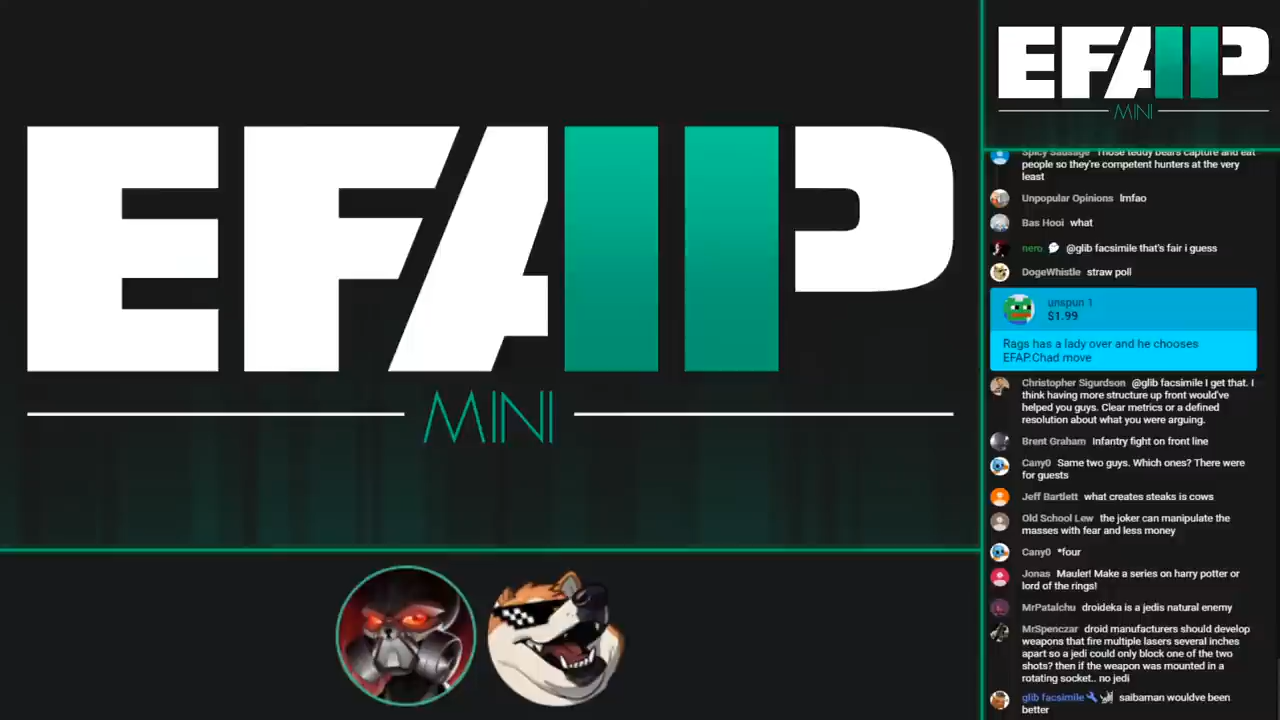 EFAP
MINI
EFAP
MINI
Spicy Sausage Those teddy bears capture and eat
people so they're competent hunters at the very
least
Unpopular Opinions lmfao
Bas Hooi what
nero @glib facsimile that's fair i guess
DogeWhistle straw poll
unspun 1
$1.99
Rags has a lady over and he chooses
EFAP.Chad move
Christopher Sigurdson @glib facsimile I get that. I
think having more structure up front would've
helped you guys. Clear metrics or a defined
resolution about what you were arguing.
Brent Graham Infantry fight on front line
Cany0 Same two guys. Which ones? There were
for guests
Jeff Bartlett what creates steaks is cows
Old School Lew the joker can manipulate the
masses with fear and less money
Cany0 *four
Jonas Mauler! Make a series on harry potter or
lord of the rings!
MrPatalchu droideka is a jedis natural enemy
MrSpenczar droid manufacturers should develop
weapons that fire multiple lasers several inches
apart so a jedi could only block one of the two
shots? then if the weapon was mounted in a
rotating socket.. no jedi
glib facsimile saibaman wouldve been
better